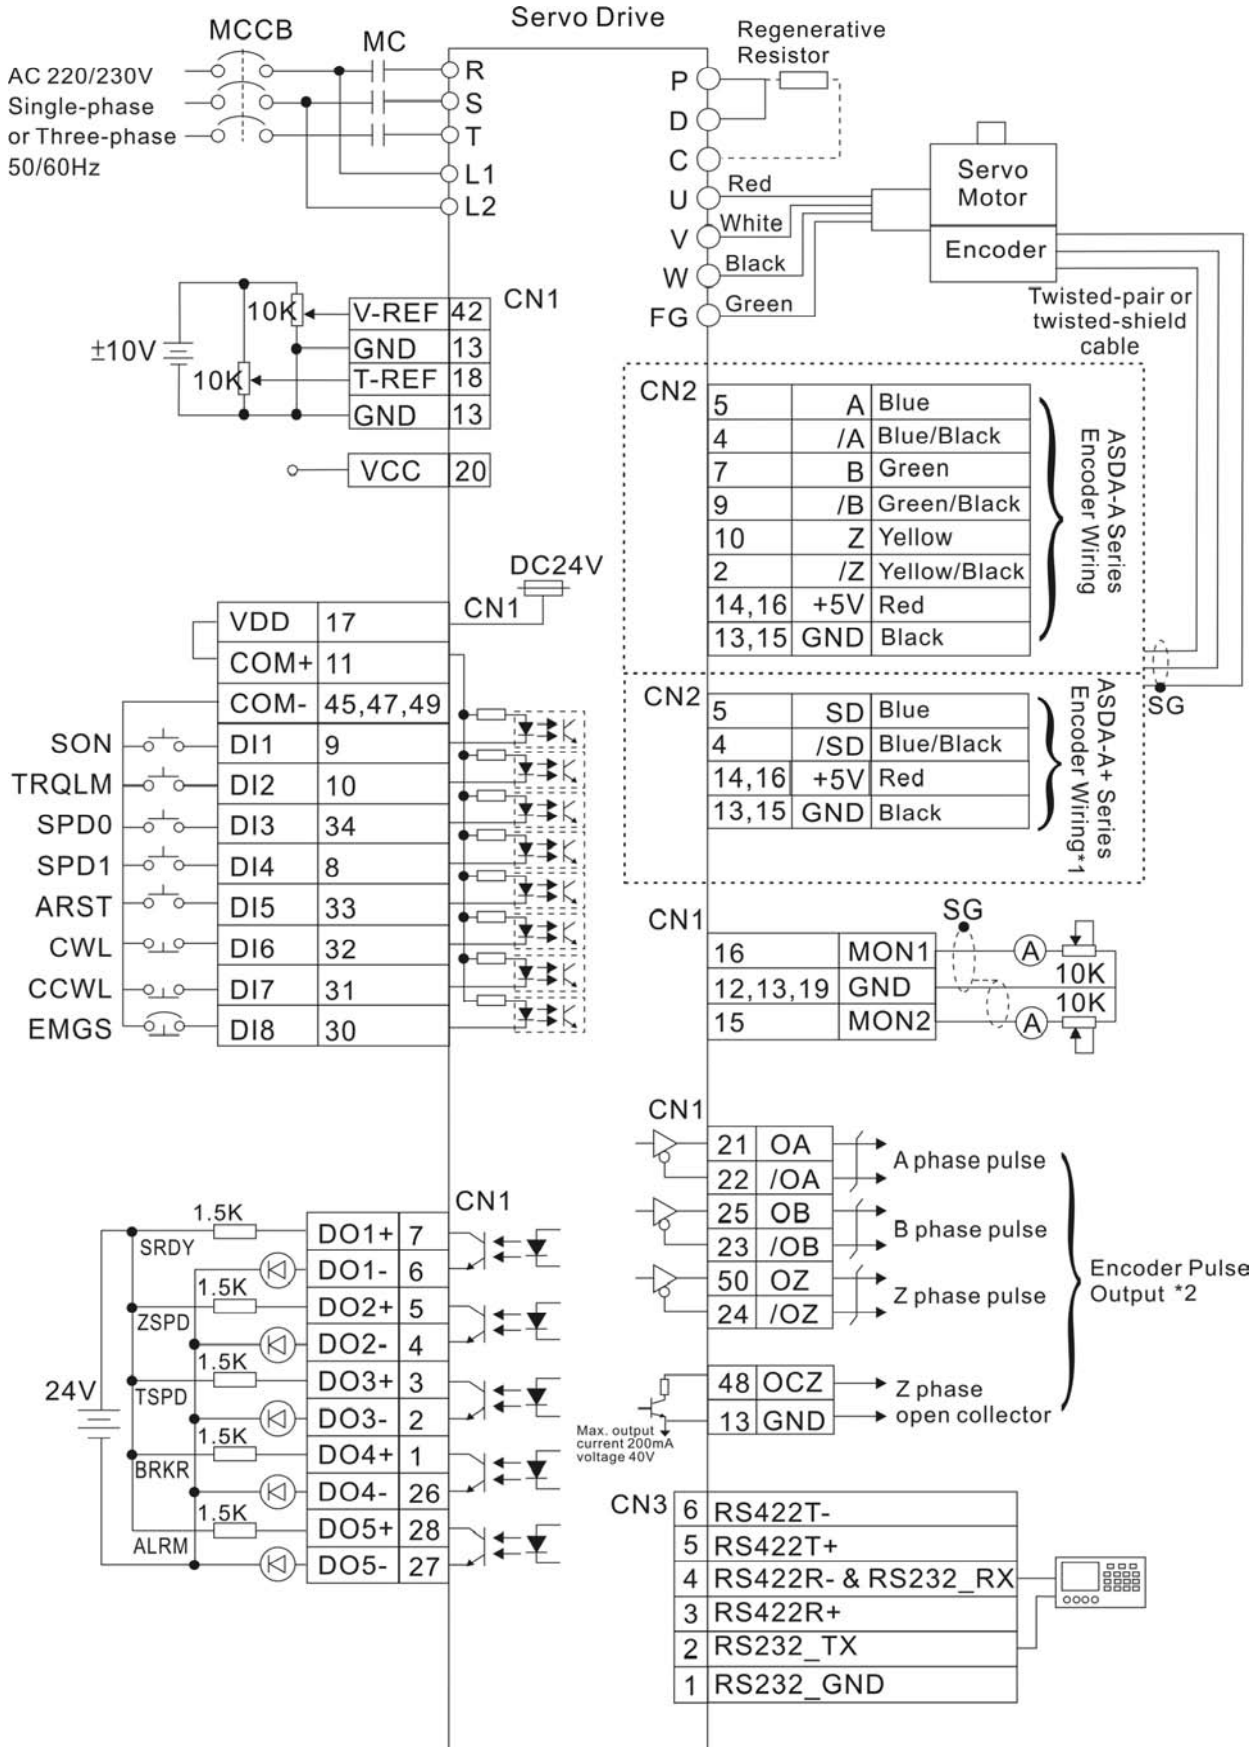 Servo Drive
MCCB
MC
AC 220/230V
Single-phase
or Three-phase
50/60Hz
R
S
T
L1
L2
Regenerative
Resistor
P
D
C
U Red
V White
W Black
FG Green
Servo
Motor
Encoder
Twisted-pair or
twisted-shield
cable
±10V
10K
10K
CN1
V-REF 42
GND 13
T-REF 18
GND 13
VCC 20
CN2
5 A Blue
4 /A Blue/Black
7 B Green
9 /B Green/Black
10 Z Yellow
2 /Z Yellow/Black
14,16 +5V Red
13,15 GND Black
ASDA-A Series
Encoder Wiring
CN2
5 SD Blue
4 /SD Blue/Black
14,16 +5V Red
13,15 GND Black
ASDA-A+ Series
Encoder Wiring*1
SG
DC24V
CN1
VDD 17
COM+ 11
COM- 45,47,49
SON DI1 9
TRQLM DI2 10
SPD0 DI3 34
SPD1 DI4 8
ARST DI5 33
CWL DI6 32
CCWL DI7 31
EMGS DI8 30
CN1
SG
16 MON1 A
10K
12,13,19 GND
10K
15 MON2 A
CN1
21 OA
22 /OA
A phase pulse
25 OB
23 /OB
B phase pulse
50 OZ
24 /OZ
Z phase pulse
48 OCZ
13 GND
Z phase
open collector
Max. output
current 200mA
voltage 40V
Encoder Pulse
Output *2
CN1
24V
1.5K
SRDY
DO1+ 7
DO1- 6
1.5K
ZSPD
DO2+ 5
DO2- 4
1.5K
TSPD
DO3+ 3
DO3- 2
1.5K
BRKR
DO4+ 1
DO4- 26
1.5K
ALRM
DO5+ 28
DO5- 27
CN3
6 RS422T-
5 RS422T+
4 RS422R- & RS232_RX
3 RS422R+
2 RS232_TX
1 RS232_GND